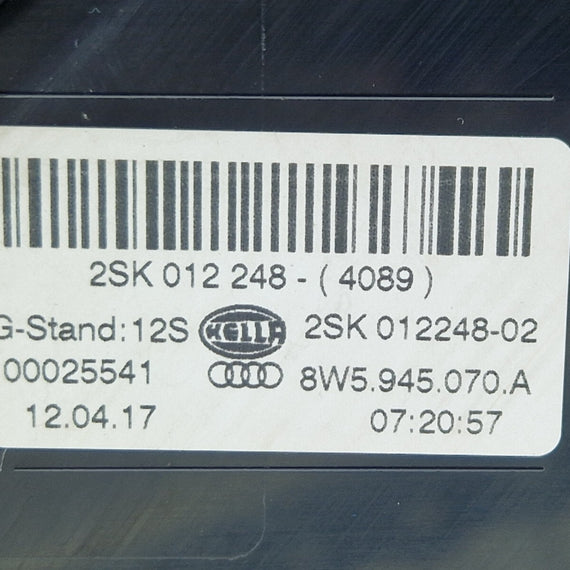 2SK 012 248 - ( 4089 )
G-Stand: 12S HELLA 2SK 012248-02
00025541 8W5.945.070.A
12.04.17 07:20:57